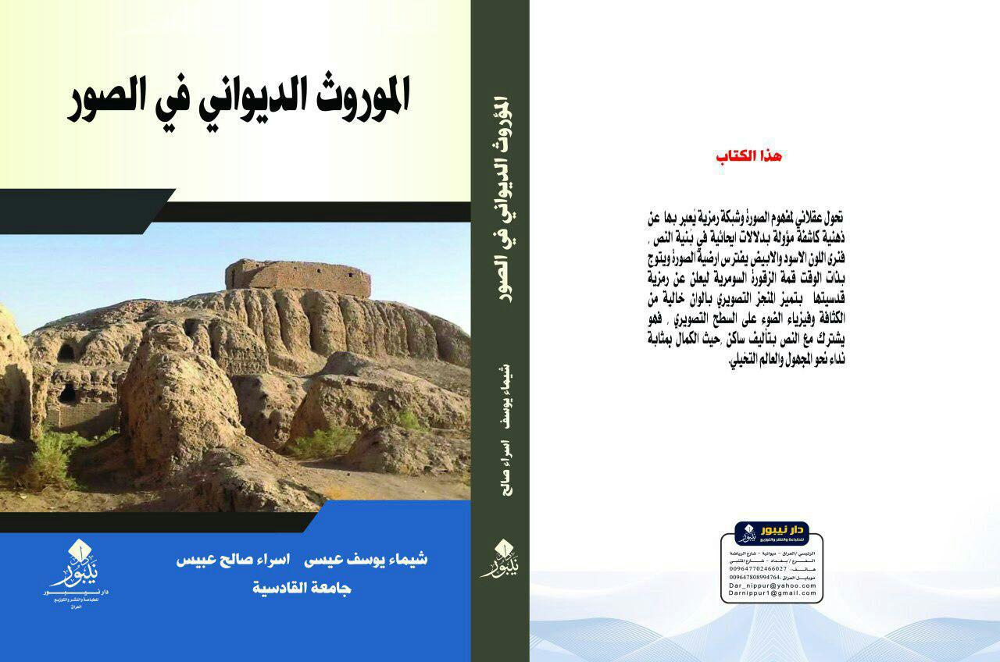 الموروث الديواني في الصور
شيماء يوسف عيسى اسراء صالح عبيس
جامعة القادسية
نيبور
دار نيبور
للطباعة والنشر والتوزيع
العراق
المؤروث الديواني في الصور شيماء يوسف اسراء صالح
نيبور
هذا الكتاب
تحول عقلاني لمفهوم الصورة وشبكة رمزية يُعبر بها عن
ذهنية كاشفة مؤولة بدلالات ايحائية في بُنية النص ,
فنرى اللون الاسود والابيض يفترس ارضية الصورة ويتوج
بذات الوقت قمة الزقورة السومرية ليعلن عن رمزية
قدسيتها بتميز المنجز التصويري بالوان خالية من
الكثافة وفيزياء الضوء على السطح التصويري , فهو
يشترك مع النص بتأليف ساكن ,حيث الكمال بمثابة
نداء نحو المجهول والعالم التخيلي.
دار نيبور
للطباعة والنشر والتوزيع
نيبور
الرئيسي /العراق - ديوانية - شارع الرياضة
الفرع / بغداد - شارع المتنبي
هاتف: 009647702466027
موبايل العراق: 009647808994764
Dar_nippur@yahoo.com
Darnippur1@gmail.com